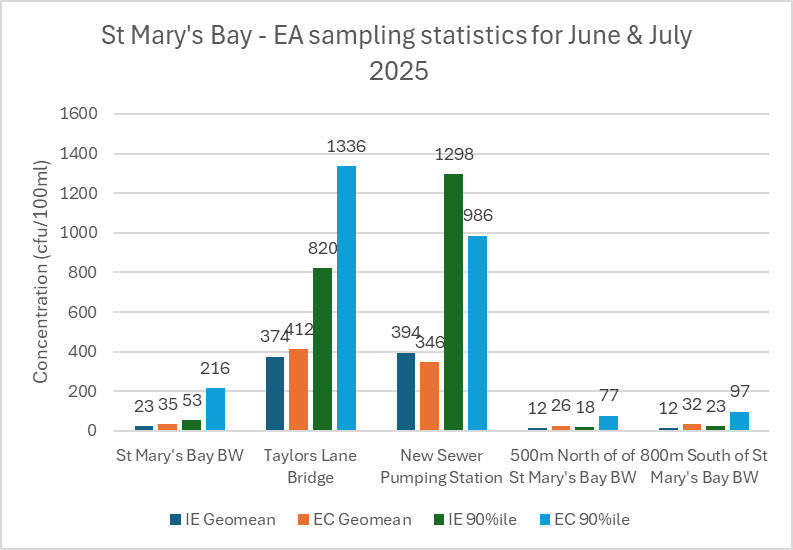 St Mary's Bay - EA sampling statistics for June & July
2025
Concentration (cfu/100ml)
1600
1400
1200
1000
800
600
400
200
0
23 35 53 216
374 412 820 1336
394 346 1298 986
12 26 18 77
12 32 23 97
St Mary's Bay BW
Taylors Lane
Bridge
New Sewer
Pumping Station
500m North of of
St Mary's Bay BW
800m South of St
Mary's Bay BW
IE Geomean EC Geomean IE 90%ile EC 90%ile